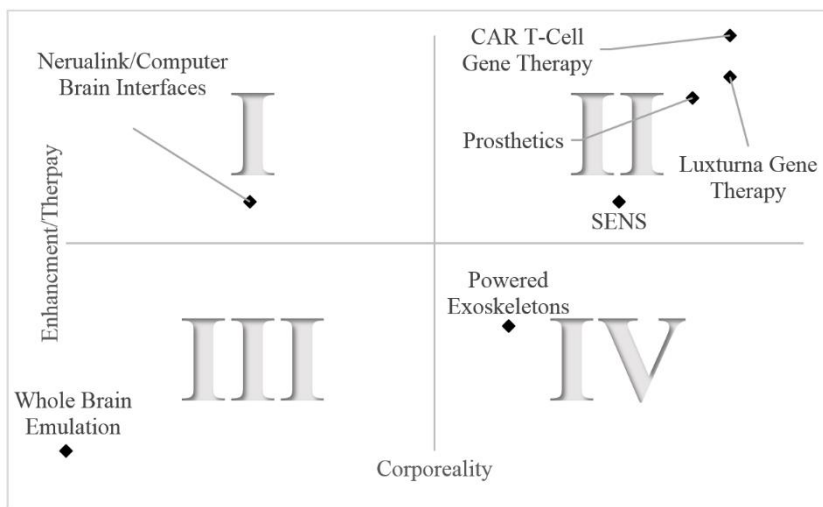 Nerualink/Computer
Brain Interfaces
I
CAR T-Cell
Gene Therapy
II
Prosthetics
Luxturna Gene
Therapy
SENS
Enhancment/Therpay
Powered
Exoskeletons
III
IV
Whole Brain
Emulation
Corporeality